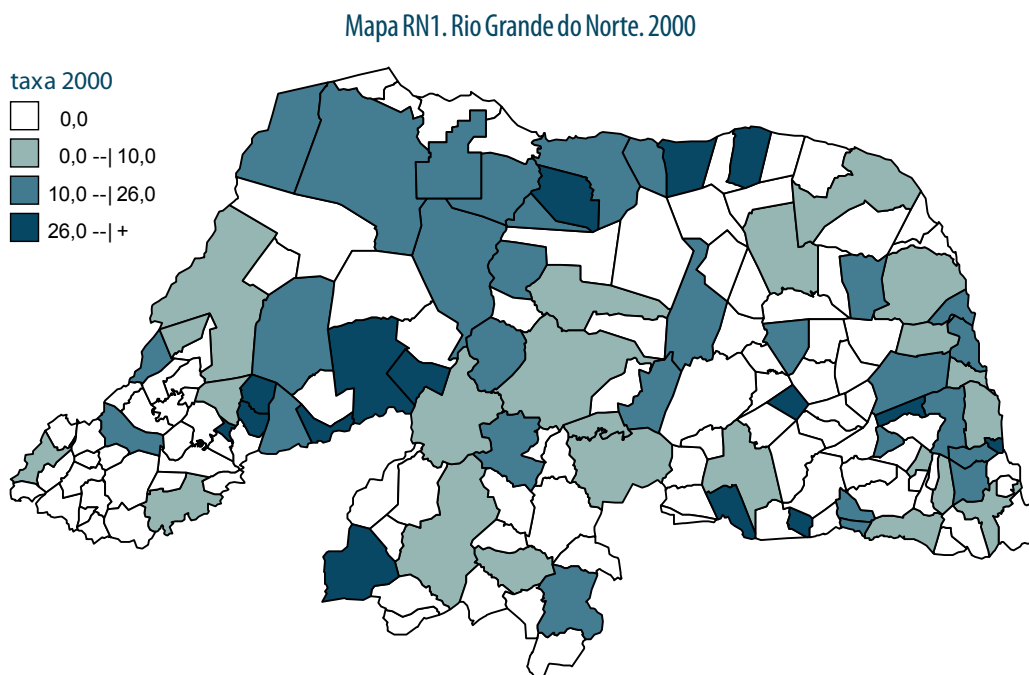 Mapa RN1. Rio Grande do Norte. 2000
taxa 2000
0,0
0,0 --| 10,0
10,0 --| 26,0
26,0 --| +